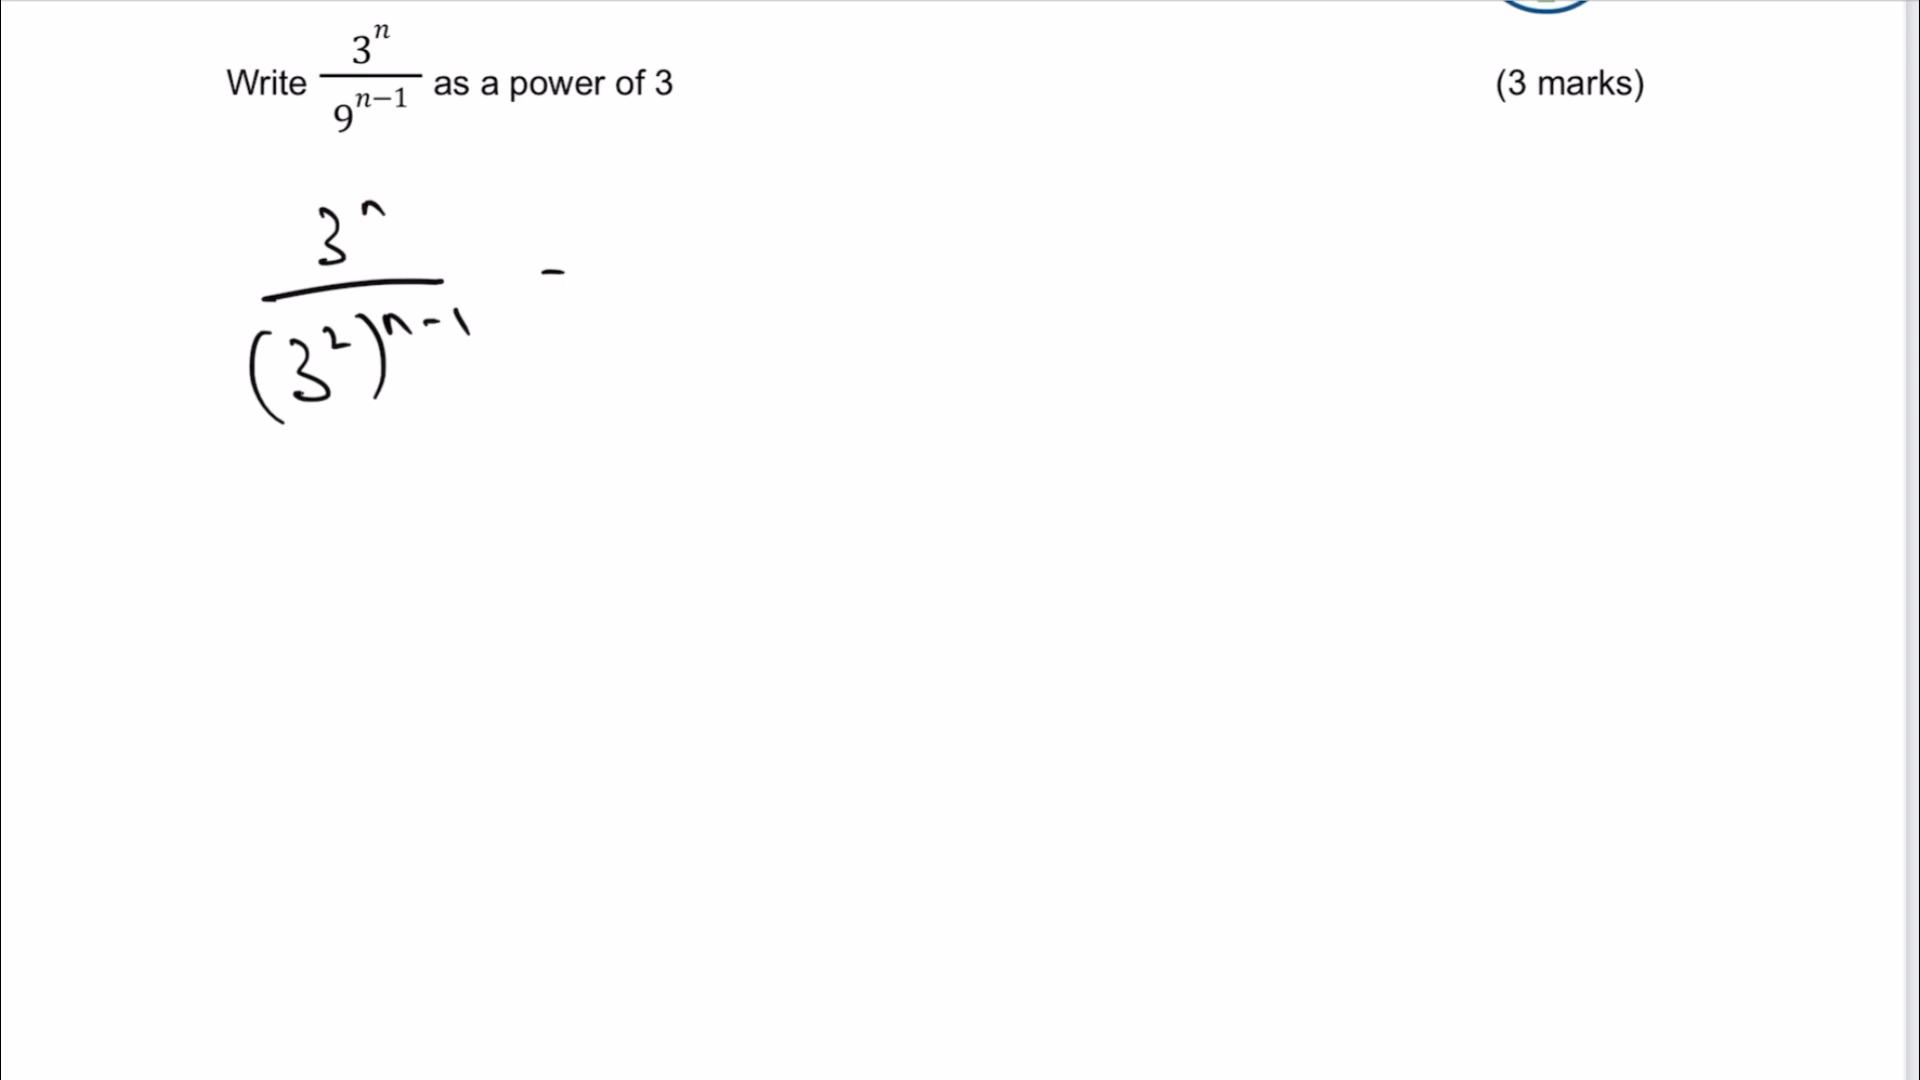 Write 3^n / 9^(n−1) as a power of 3 (3 marks)
3^n / (3^2)^(n-1) -